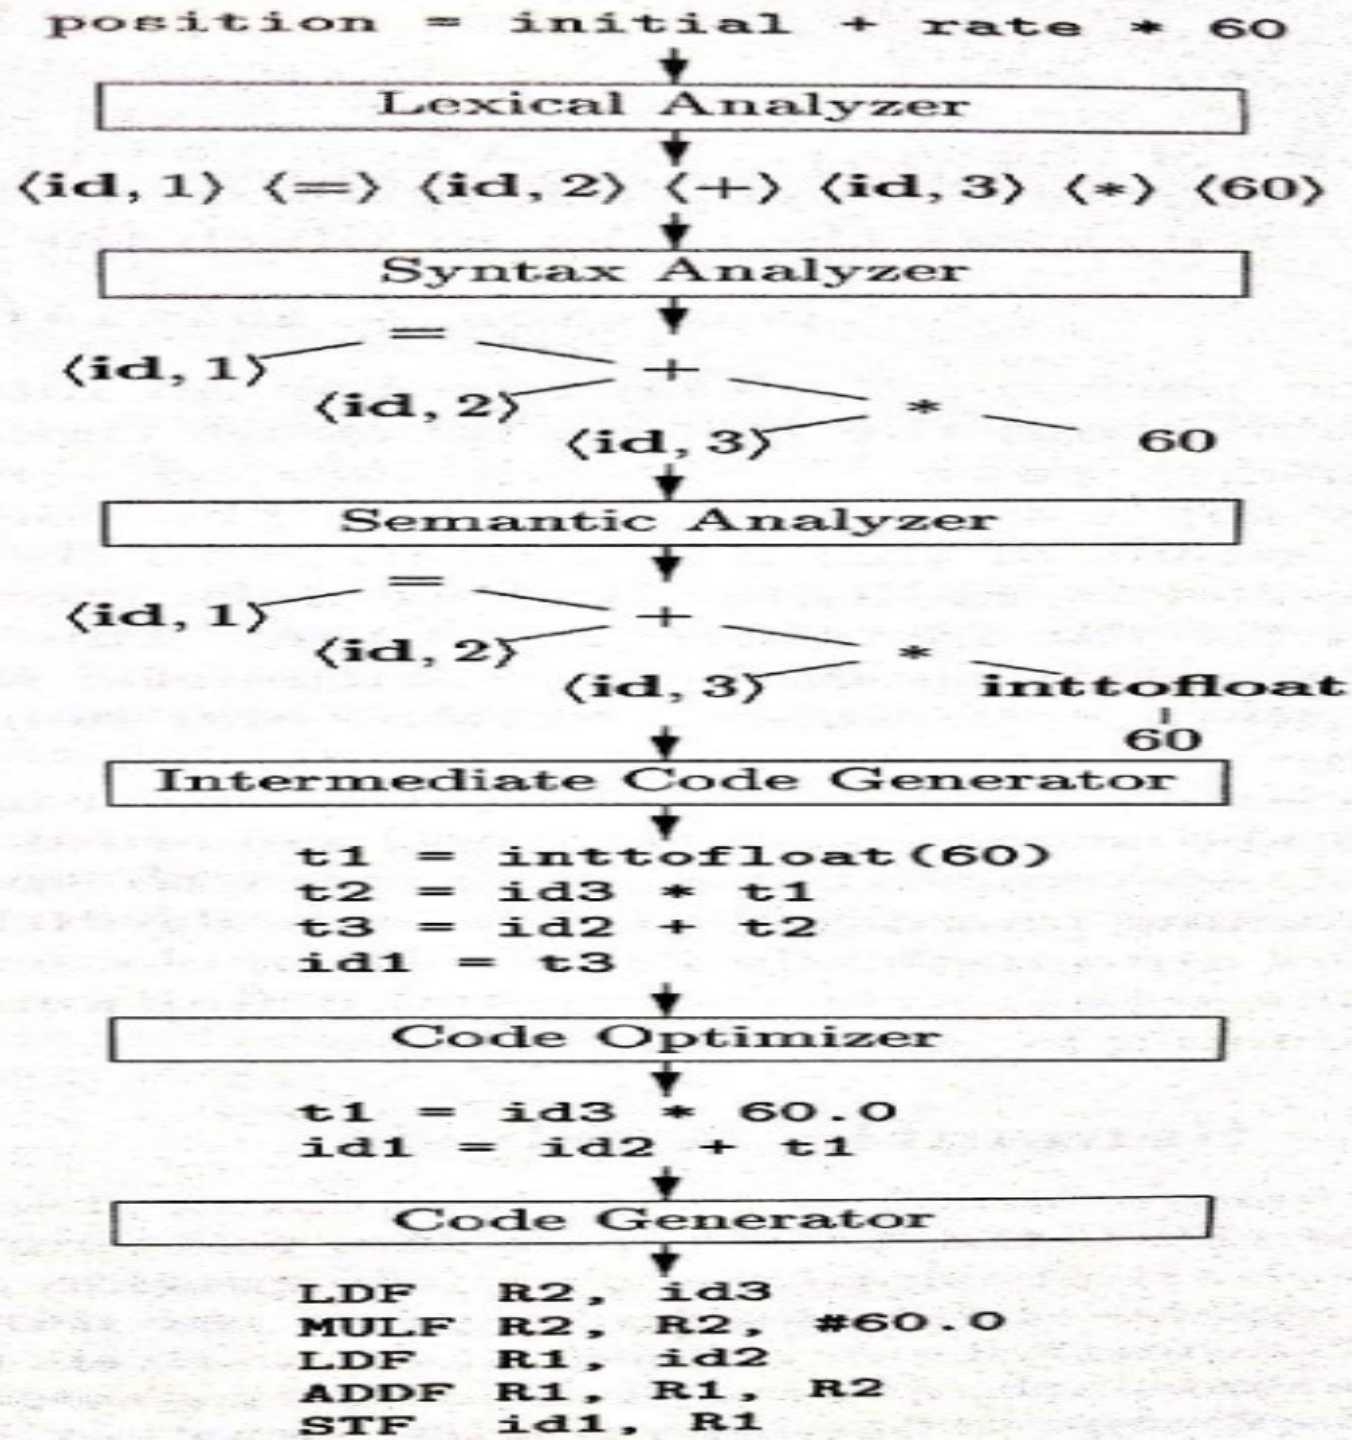 position = initial + rate * 60
Lexical Analyzer
⟨id, 1⟩ ⟨=⟩ ⟨id, 2⟩ ⟨+⟩ ⟨id, 3⟩ ⟨*⟩ ⟨60⟩
Syntax Analyzer
=
⟨id, 1⟩ +
⟨id, 2⟩ *
⟨id, 3⟩ 60
Semantic Analyzer
=
⟨id, 1⟩ +
⟨id, 2⟩ *
⟨id, 3⟩ inttofloat
60
Intermediate Code Generator
t1 = inttofloat(60)
t2 = id3 * t1
t3 = id2 + t2
id1 = t3
Code Optimizer
t1 = id3 * 60.0
id1 = id2 + t1
Code Generator
LDF R2, id3
MULF R2, R2, #60.0
LDF R1, id2
ADDF R1, R1, R2
STF id1, R1